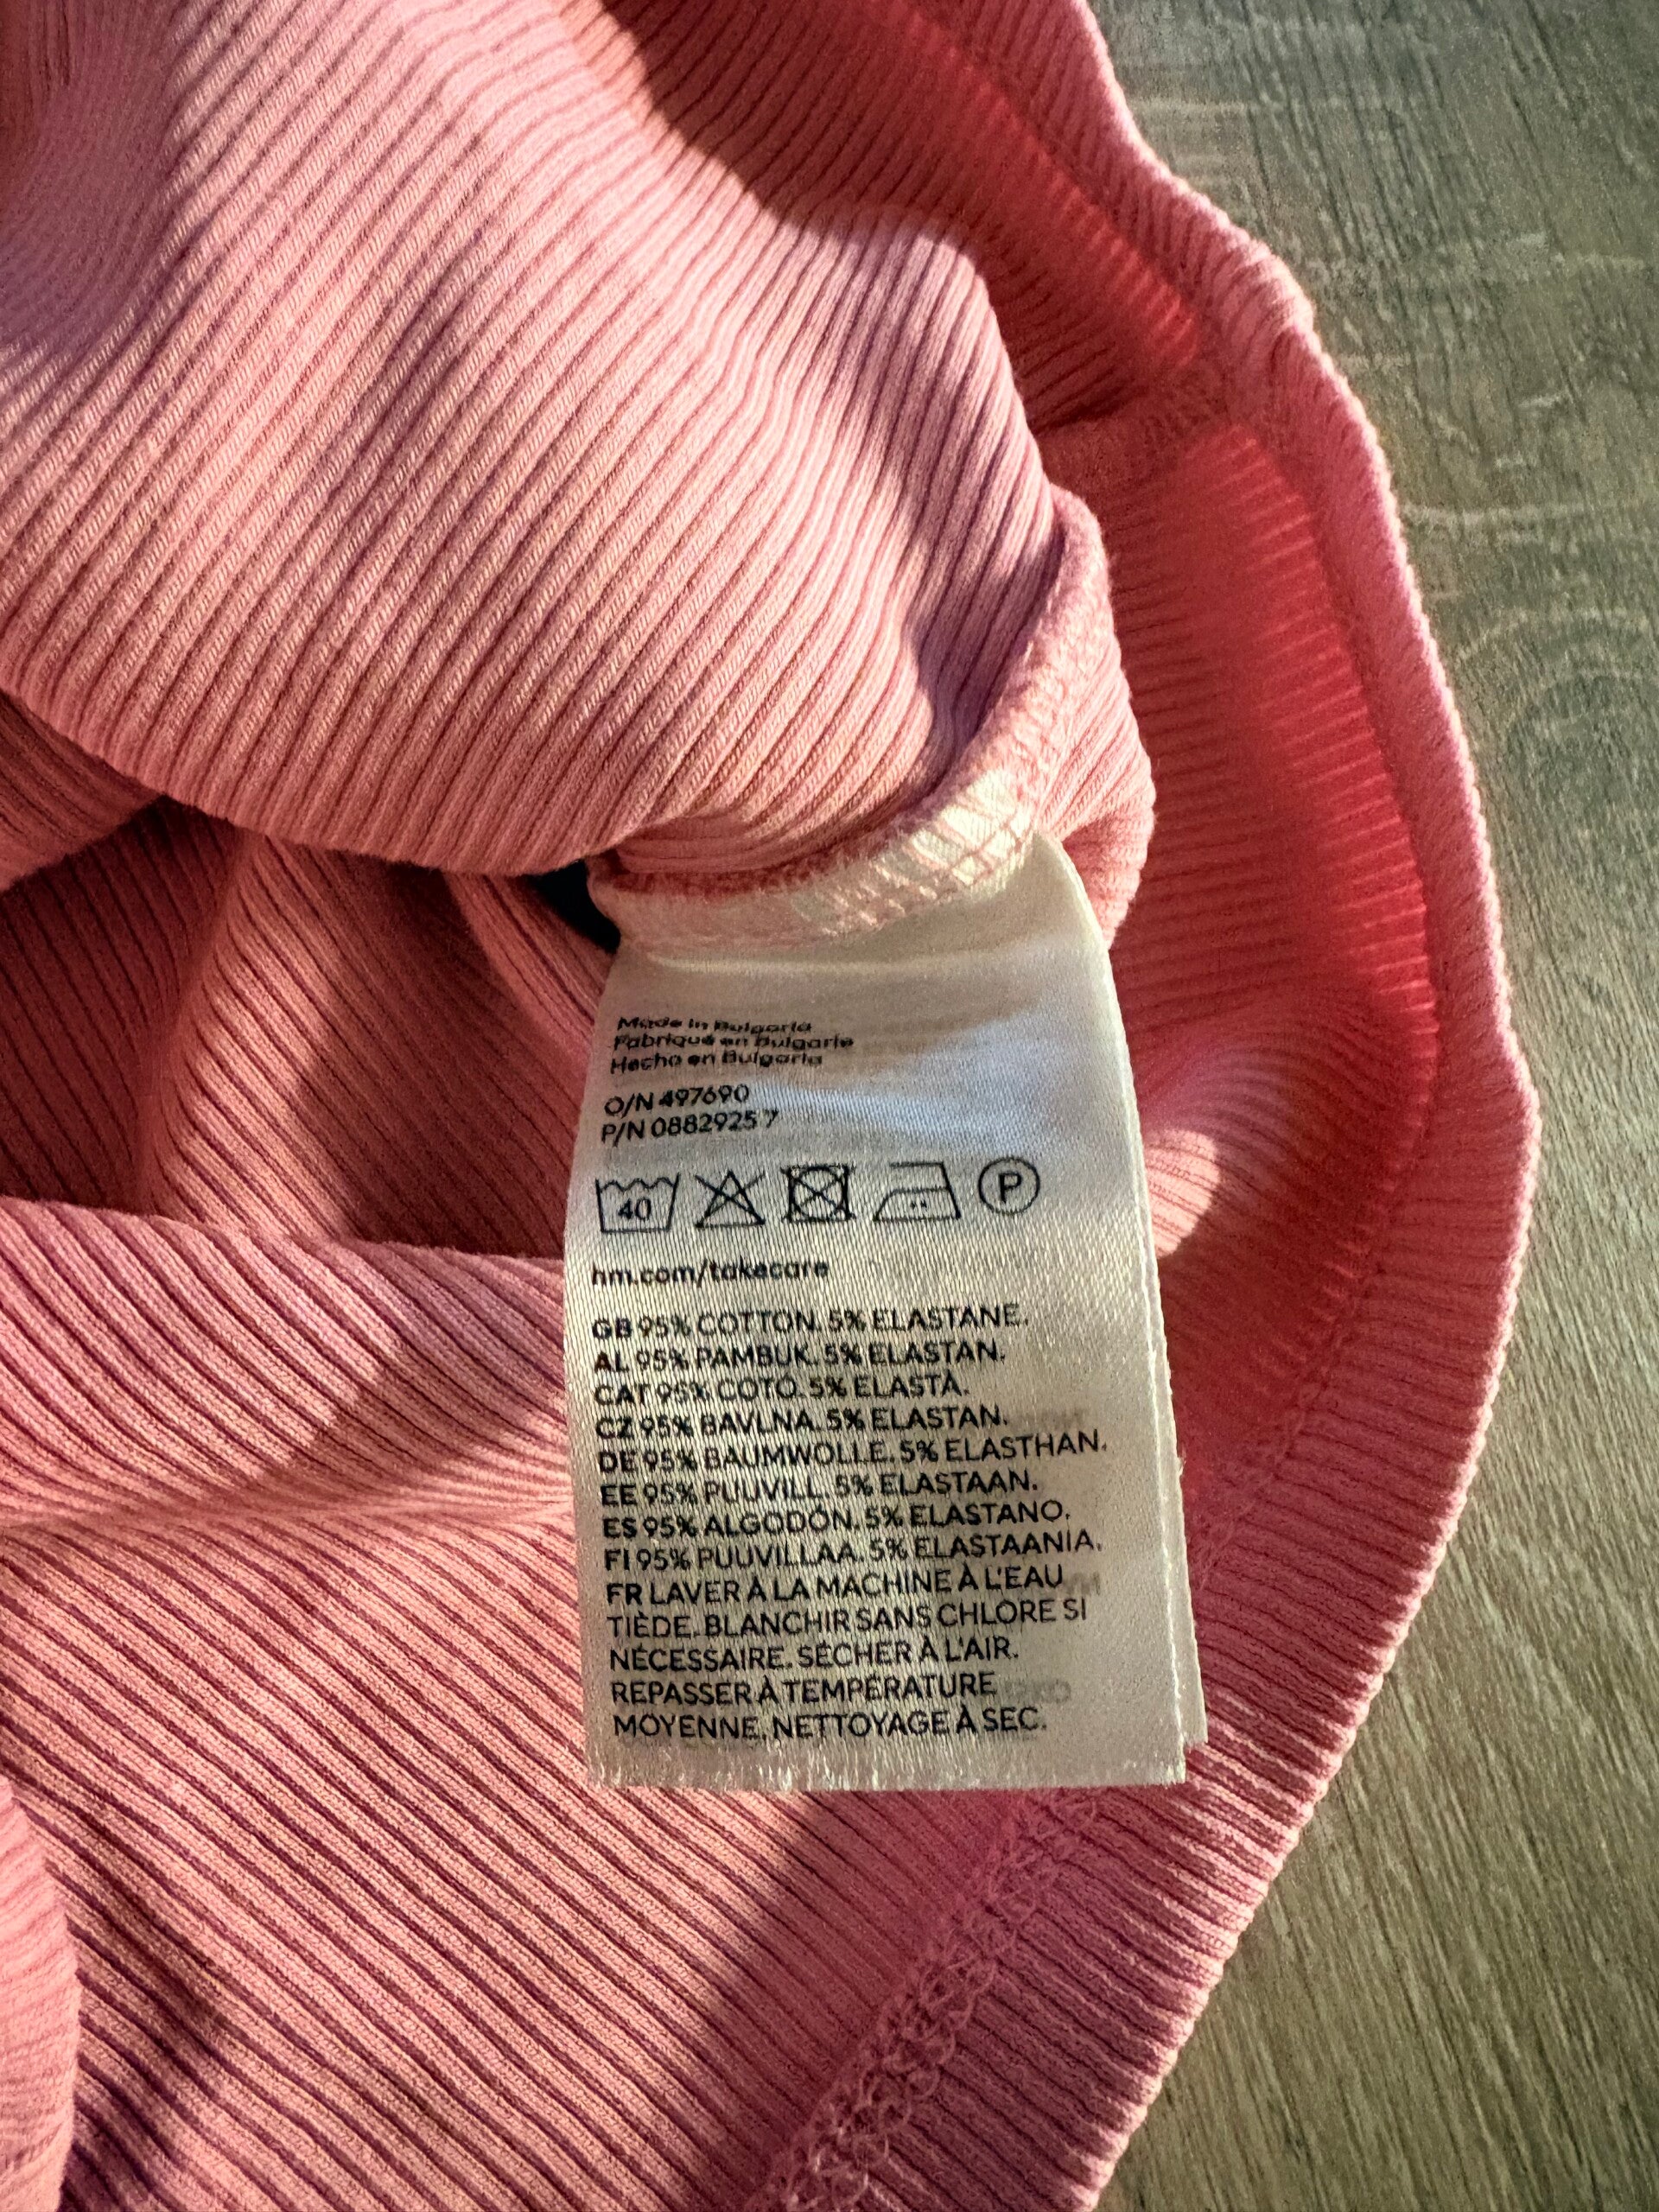 Made in Bulgaria
Fabriqué en Bulgarie
Hecho en Bulgaria
O/N 497690
P/N 0882925 7
40 P
hm.com/takecare
GB 95% COTTON. 5% ELASTANE.
AL 95% PAMBUK. 5% ELASTAN.
CAT 95% COTÓ. 5% ELASTÀ.
CZ 95% BAVLNA. 5% ELASTAN.
DE 95% BAUMWOLLE. 5% ELASTHAN.
EE 95% PUUVILL. 5% ELASTAAN.
ES 95% ALGODÓN. 5% ELASTANO.
FI 95% PUUVILLAA. 5% ELASTAANIA.
FR LAVER À LA MACHINE À L'EAU
TIÈDE. BLANCHIR SANS CHLORE SI
NÉCESSAIRE. SÉCHER À L'AIR.
REPASSER À TEMPÉRATURE
MOYENNE. NETTOYAGE À SEC.